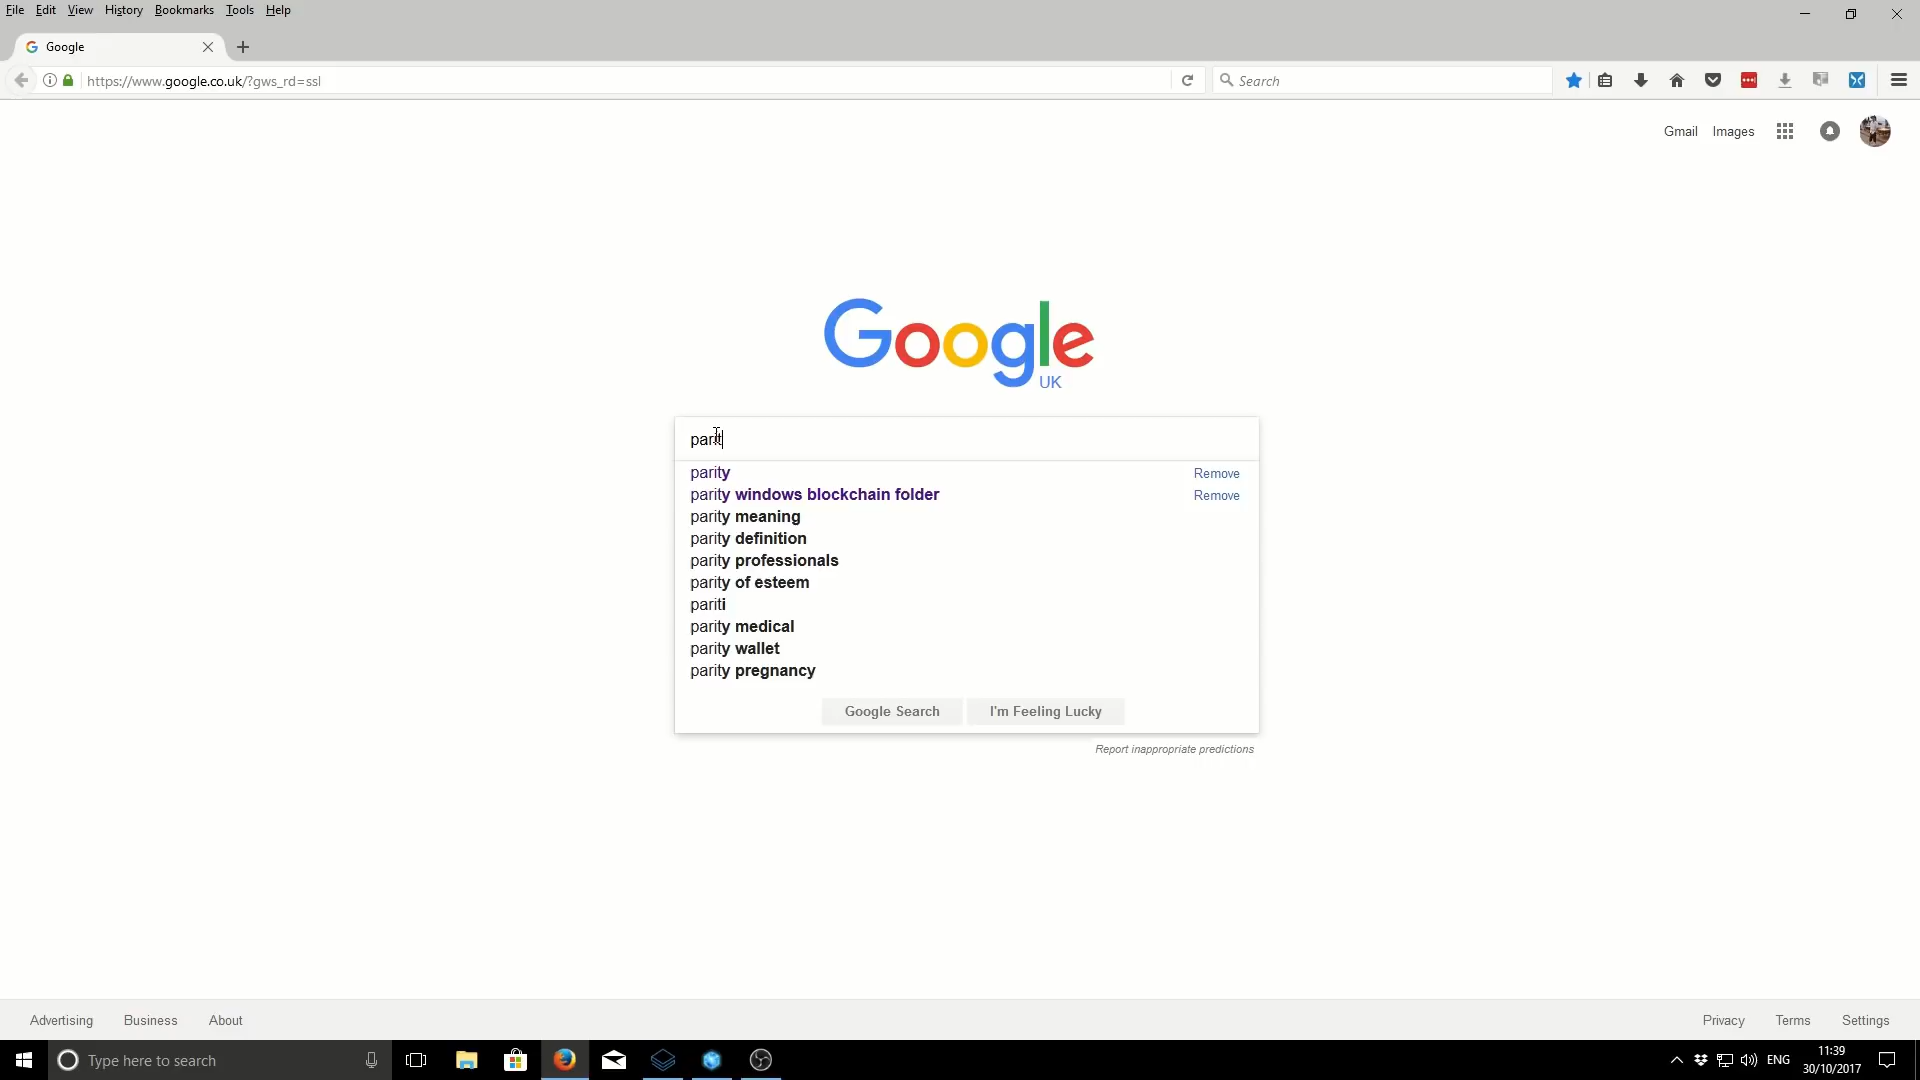 File Edit View History Bookmarks Tools Help
Google
https://www.google.co.uk/?gws_rd=ssl
Search
Gmail Images
Google
UK
parit
parity Remove
parity windows blockchain folder Remove
parity meaning
parity definition
parity professionals
parity of esteem
pariti
parity medical
parity wallet
parity pregnancy
Google Search I'm Feeling Lucky
Report inappropriate predictions
Advertising Business About Privacy Terms Settings
Type here to search
ENG
11:39
30/10/2017